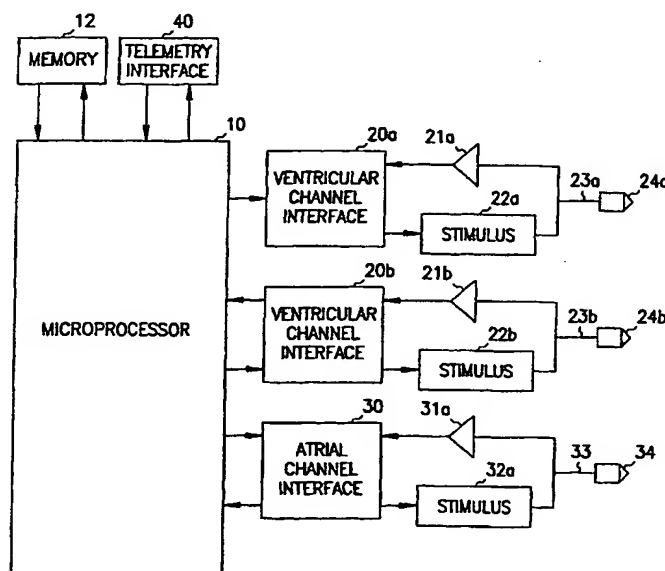 12
40
MEMORY
TELEMETRY
INTERFACE
10
20a
21a
VENTRICULAR
CHANNEL
INTERFACE
22a
STIMULUS
23a
24a
MICROPROCESSOR
20b
21b
VENTRICULAR
CHANNEL
INTERFACE
22b
STIMULUS
23b
24b
30
31a
ATRIAL
CHANNEL
INTERFACE
32a
STIMULUS
33
34